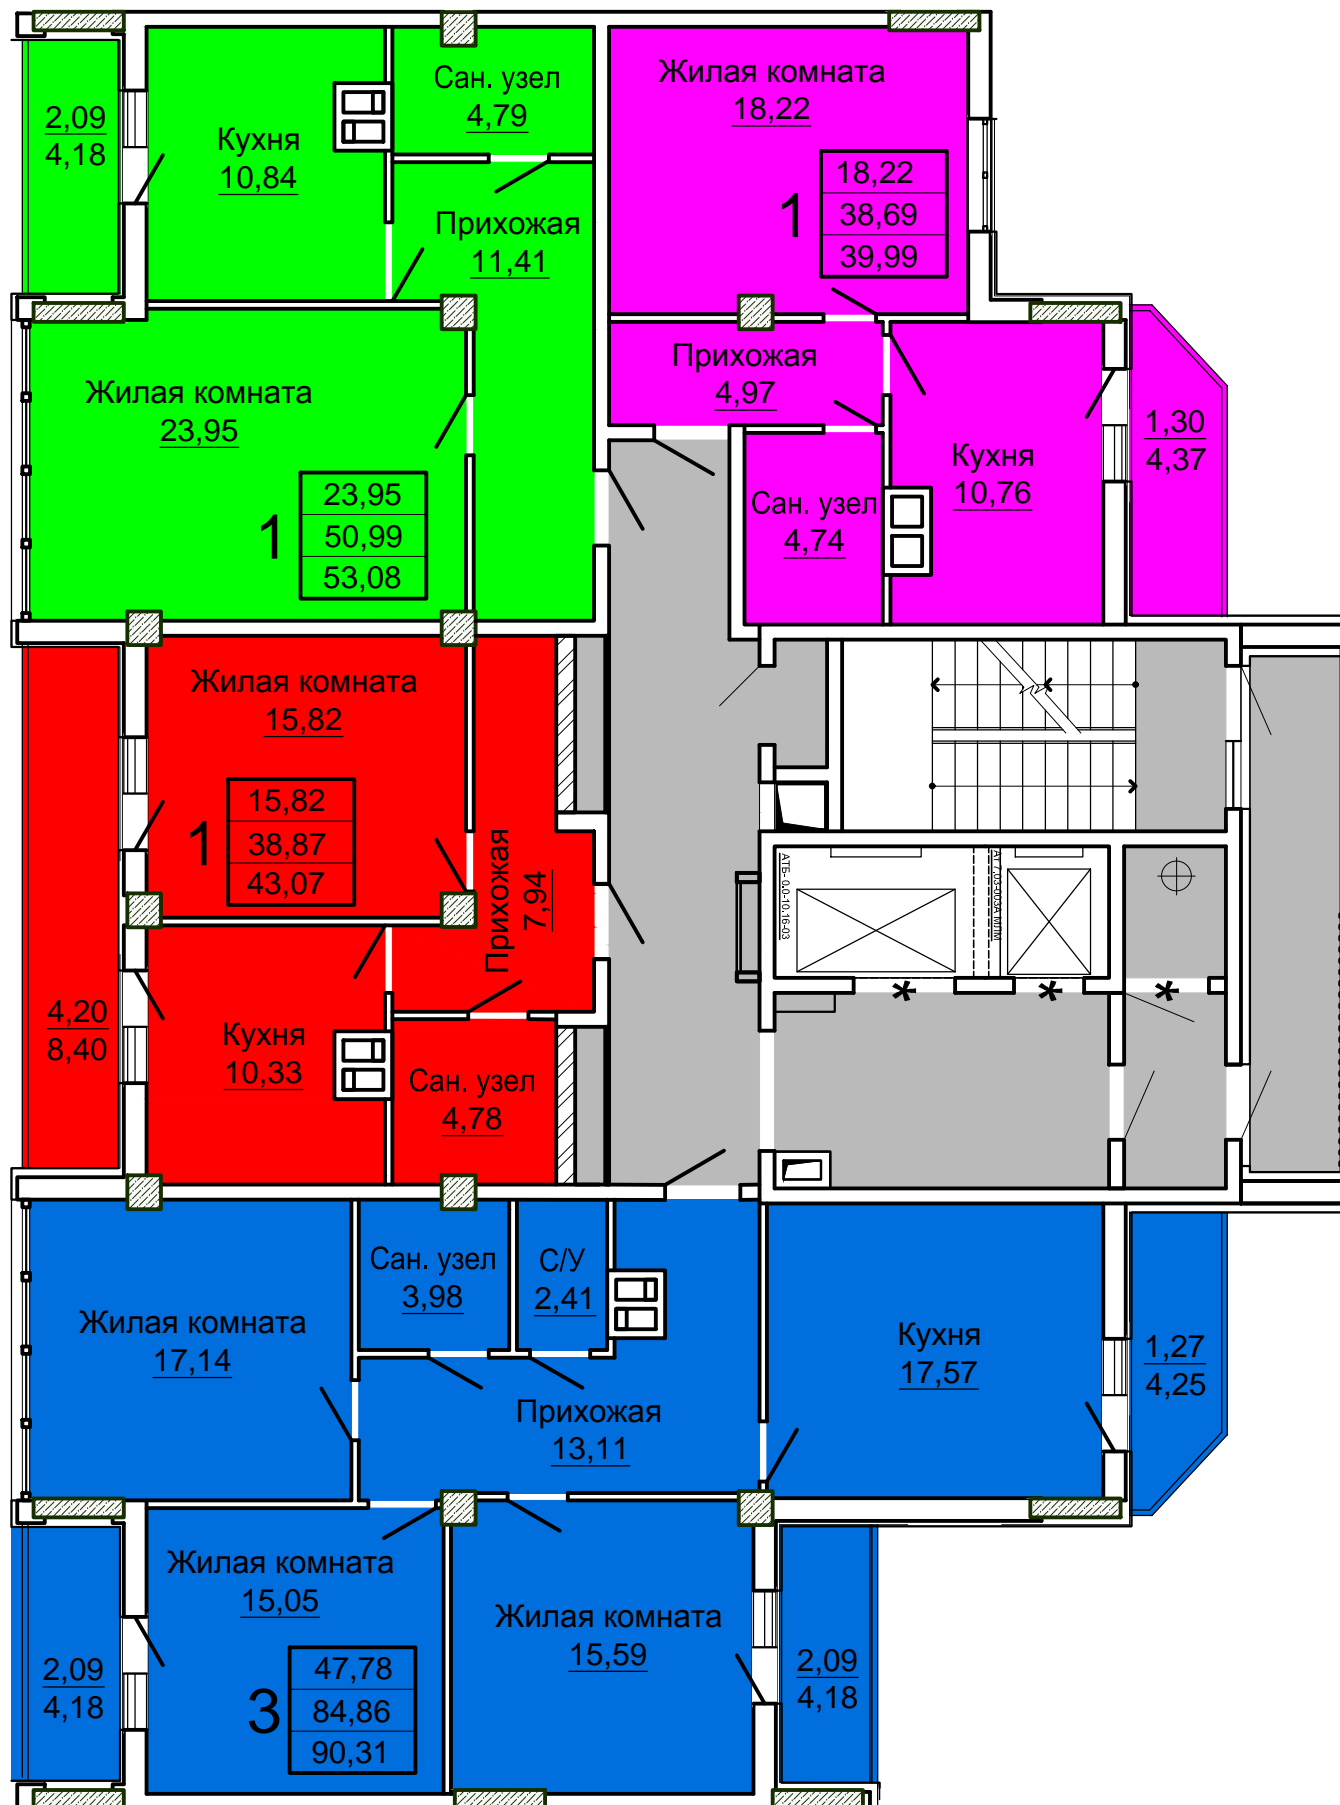 2,09
4,18
Кухня
10,84
Сан. узел
4,79
Прихожая
11,41
Жилая комната
23,95
1
23,95
50,99
53,08
Жилая комната
18,22
1
18,22
38,69
39,99
Прихожая
4,97
Сан. узел
4,74
Кухня
10,76
1,30
4,37
Жилая комната
15,82
1
15,82
38,87
43,07
Прихожая
7,94
4,20
8,40
Кухня
10,33
Сан. узел
4,78
*
*
*
Жилая комната
17,14
Сан. узел
3,98
С/У
2,41
Прихожая
13,11
Кухня
17,57
1,27
4,25
Жилая комната
15,05
3
47,78
84,86
90,31
2,09
4,18
Жилая комната
15,59
2,09
4,18